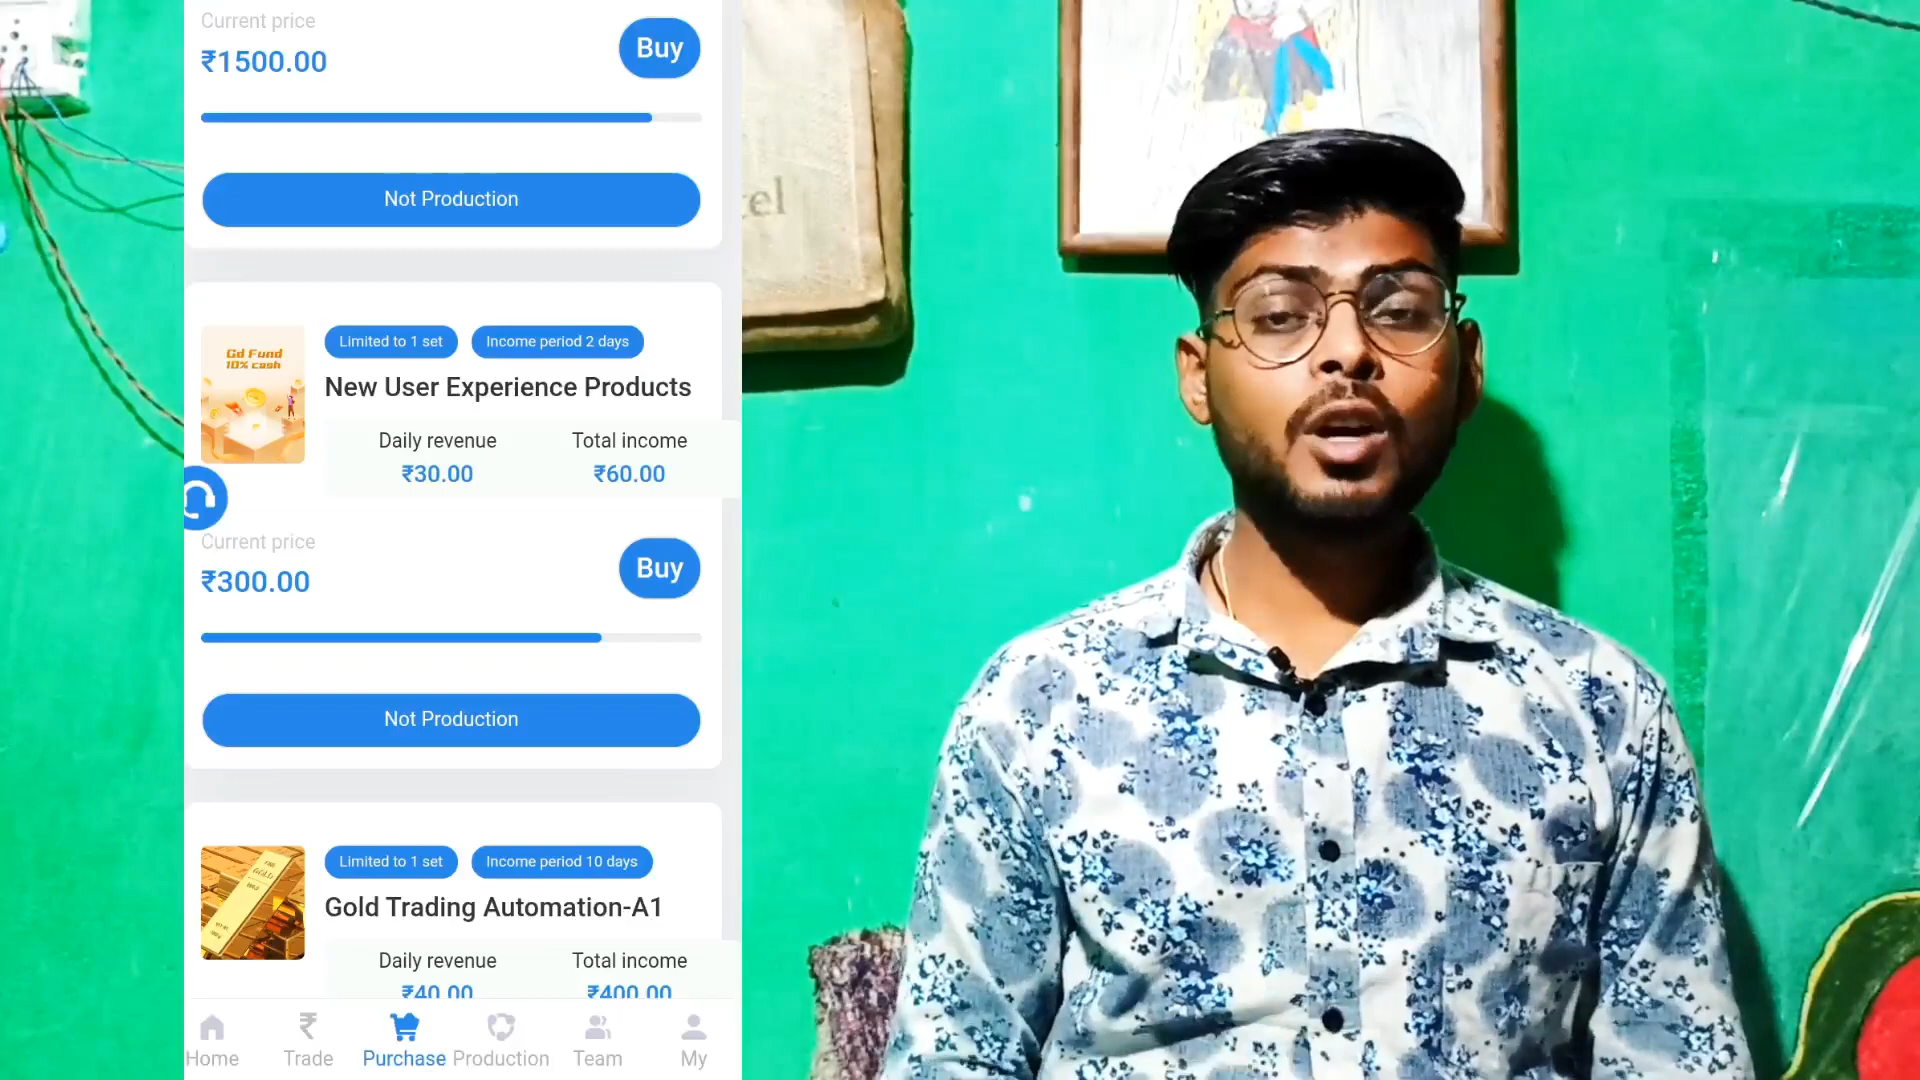 Current price
₹1500.00
Buy
Not Production
Gd Fund
10% cash
Limited to 1 set
Income period 2 days
New User Experience Products
Daily revenue
Total income
₹30.00
₹60.00
Current price
₹300.00
Buy
Not Production
Limited to 1 set
Income period 10 days
Gold Trading Automation-A1
Daily revenue
Total income
₹40.00
₹400.00
Home
Trade
Purchase
Production
Team
My